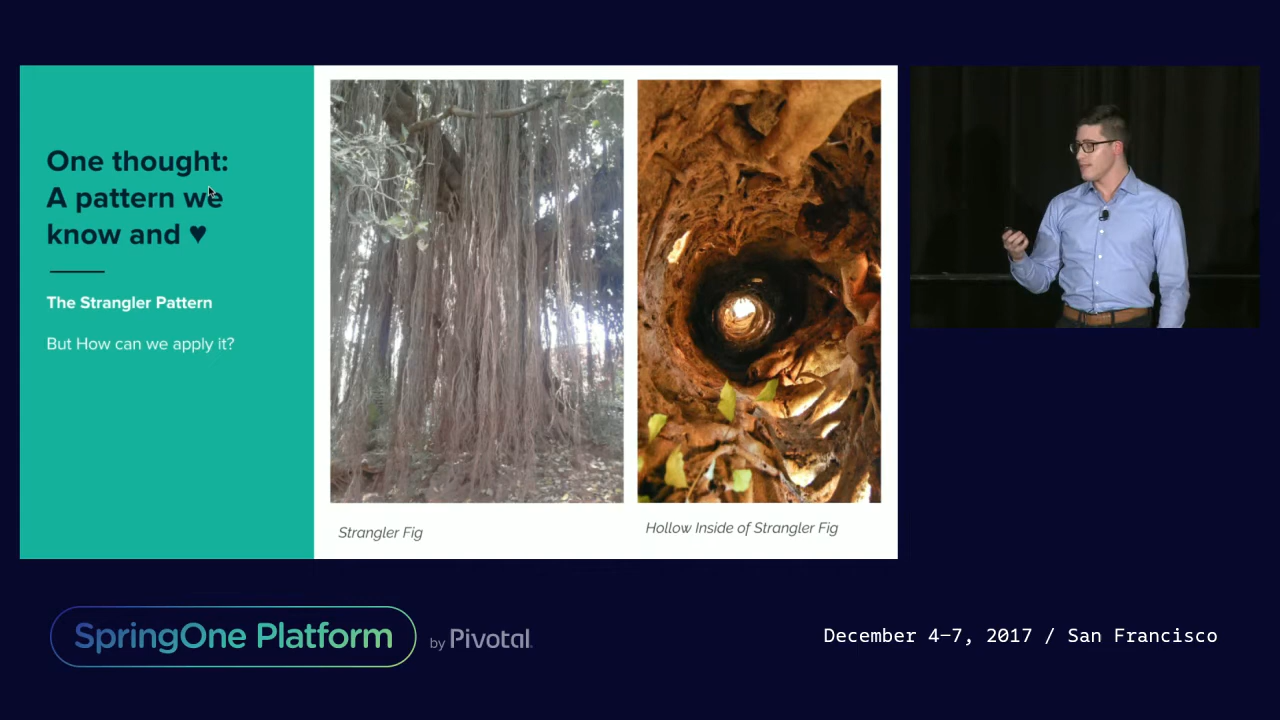 One thought:
A pattern we
know and ♥
The Strangler Pattern
But How can we apply it?
Strangler Fig
Hollow Inside of Strangler Fig
SpringOne Platform
by Pivotal
December 4–7, 2017 / San Francisco